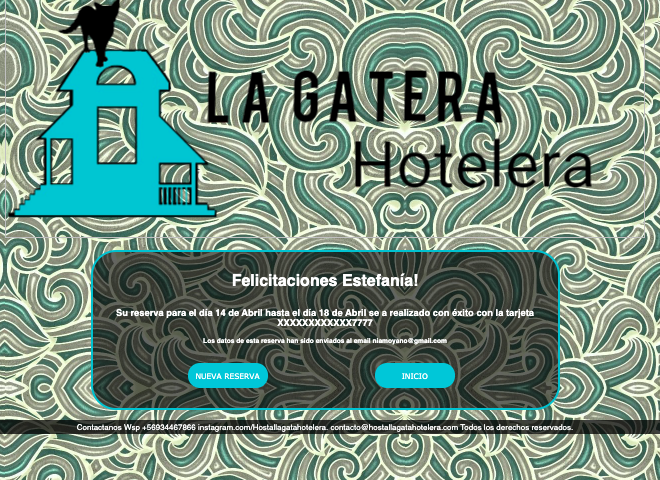 LA GATERA
Hotelera
Felicitaciones Estefanía!
Su reserva para el día 14 de Abril hasta el día 18 de Abril se a realizado con éxito con la tarjeta
XXXXXXXXXXXX7777
Los datos de esta reserva han sido enviados al email niamoyano@gmail.com
NUEVA RESERVA
INICIO
Contactanos Wsp +56934467866 instagram.com/Hostallagatahotelera. contacto@hostallagatahotelera.com Todos los derechos reservados.